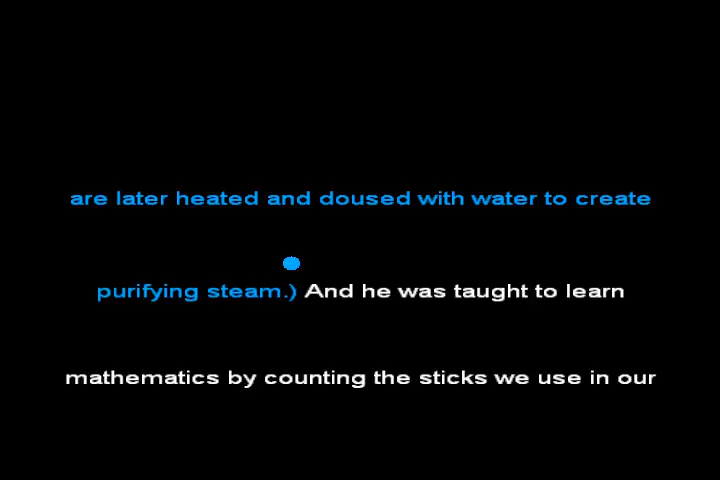 are later heated and doused with water to create
purifying steam.) And he was taught to learn
mathematics by counting the sticks we use in our